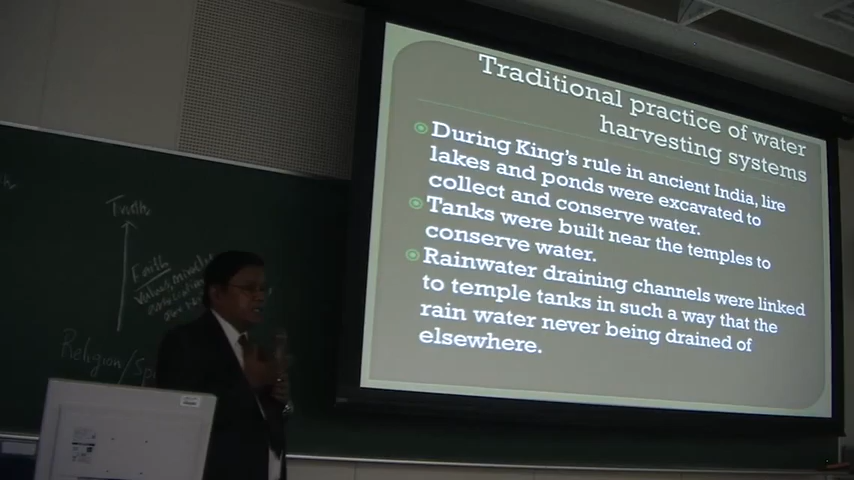 Traditional practice of water
harvesting systems
During King's rule in ancient India, lire
lakes and ponds were excavated to
collect and conserve water.
Tanks were built near the temples to
conserve water.
Rainwater draining channels were linked
to temple tanks in such a way that the
rain water never being drained of
elsewhere.
Truth
Faith
Religion/